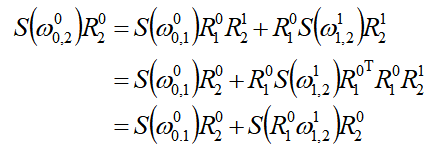 S(ω⁰₀,₂)R⁰₂ = S(ω⁰₀,₁)R⁰₁R¹₂ + R⁰₁S(ω¹₁,₂)R¹₂
= S(ω⁰₀,₁)R⁰₂ + R⁰₁S(ω¹₁,₂)R⁰₁ᵀR⁰₁R¹₂
= S(ω⁰₀.₁)R⁰₂ + S(R⁰₁ω¹₁,₂)R⁰₂